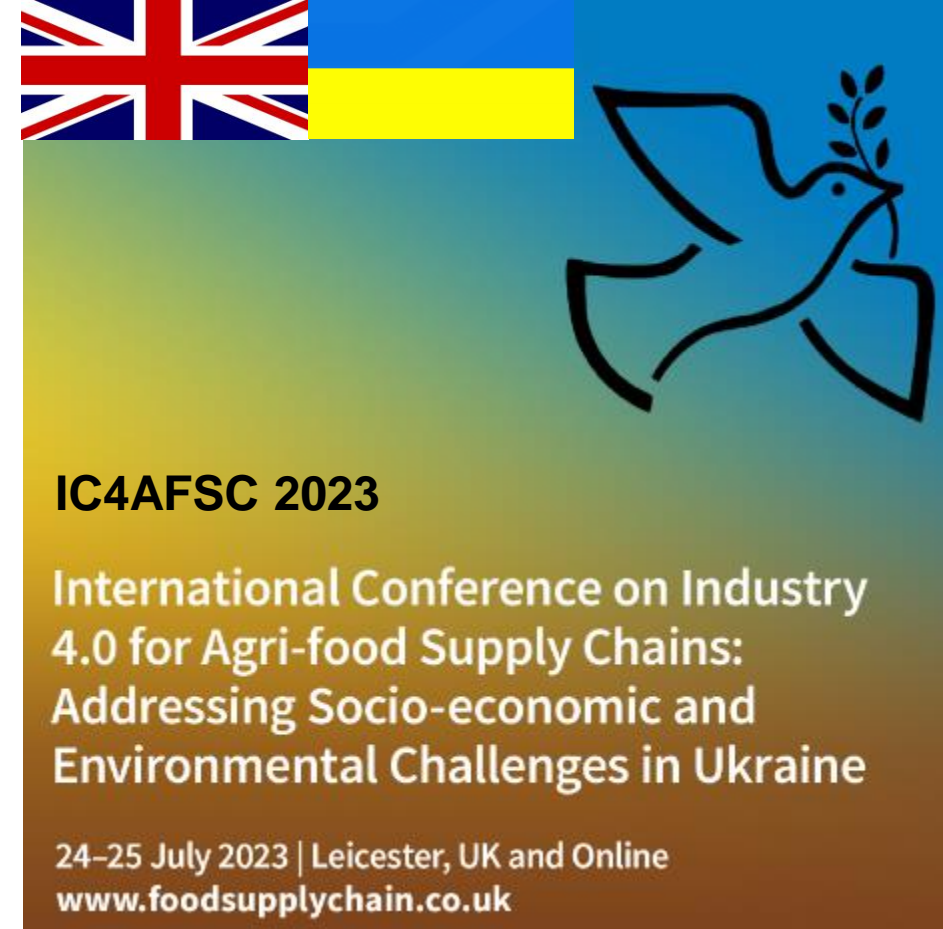 IC4AFSC 2023
International Conference on Industry
4.0 for Agri-food Supply Chains:
Addressing Socio-economic and
Environmental Challenges in Ukraine
24–25 July 2023 | Leicester, UK and Online
www.foodsupplychain.co.uk